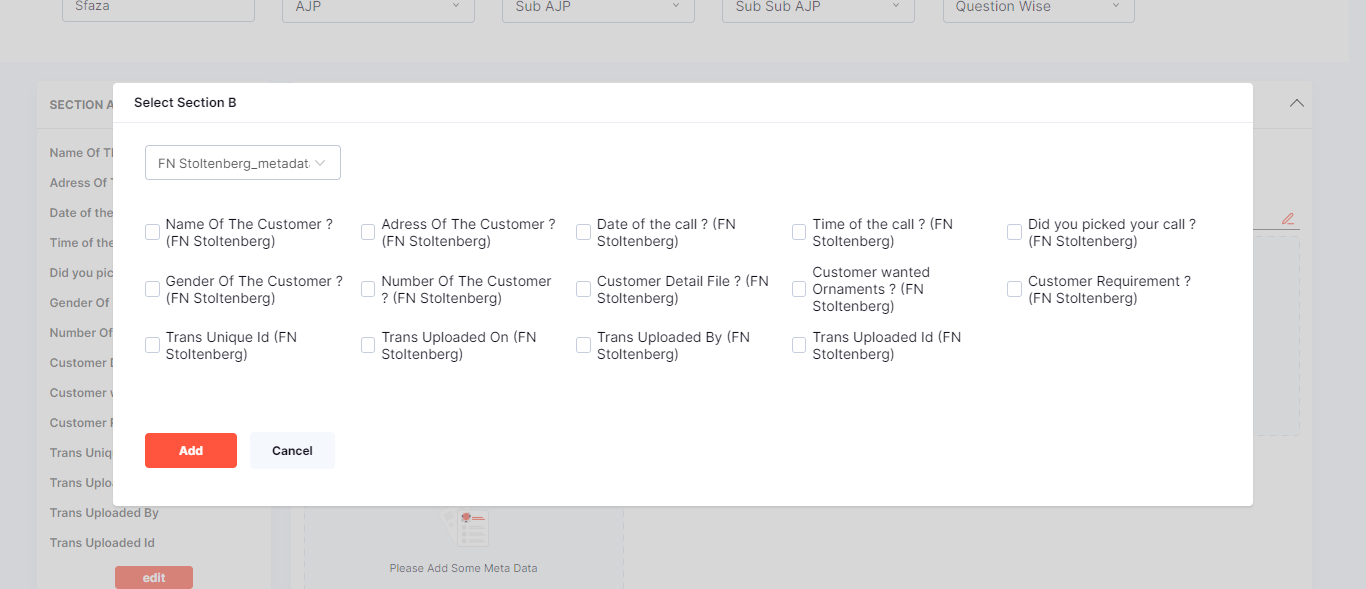 Sfaza
AJP
Sub AJP
Sub Sub AJP
Question Wise
SECTION A
Select Section B
FN Stoltenberg_metadat
Name Of Th
Adress Of
Date of the
Time of the
Did you pic
Gender Of
Number Of
Customer D
Customer w
Customer R
Trans Uniq
Trans Uplo
Trans Uploaded By
Trans Uploaded Id
edit
Name Of The Customer ?
(FN Stoltenberg)
Adress Of The Customer ?
(FN Stoltenberg)
Date of the call ? (FN
Stoltenberg)
Time of the call ? (FN
Stoltenberg)
Did you picked your call ?
(FN Stoltenberg)
Gender Of The Customer ?
(FN Stoltenberg)
Number Of The Customer
? (FN Stoltenberg)
Customer Detail File ? (FN
Stoltenberg)
Customer wanted
Ornaments ? (FN
Stoltenberg)
Customer Requirement ?
(FN Stoltenberg)
Trans Unique Id (FN
Stoltenberg)
Trans Uploaded On (FN
Stoltenberg)
Trans Uploaded By (FN
Stoltenberg)
Trans Uploaded Id (FN
Stoltenberg)
Add
Cancel
Please Add Some Meta Data